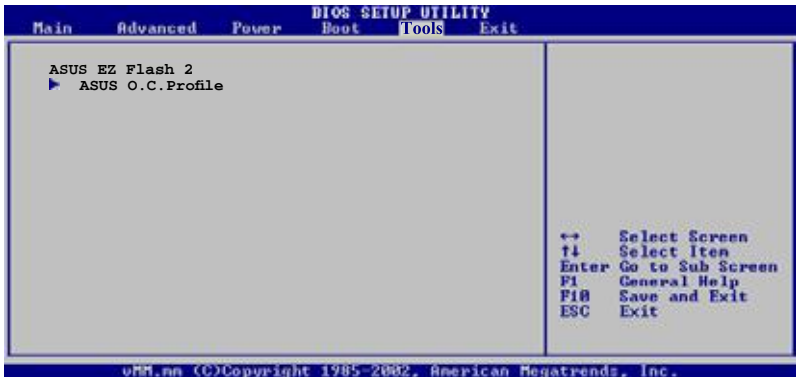 BIOS SETUP UTILITY
Main Advanced Power Boot Tools Exit
ASUS EZ Flash 2
ASUS O.C.Profile
↔ Select Screen
↑↓ Select Item
Enter Go to Sub Screen
F1 General Help
F10 Save and Exit
ESC Exit
vMM.mm (C)Copyright 1985-2002, American Megatrends, Inc.